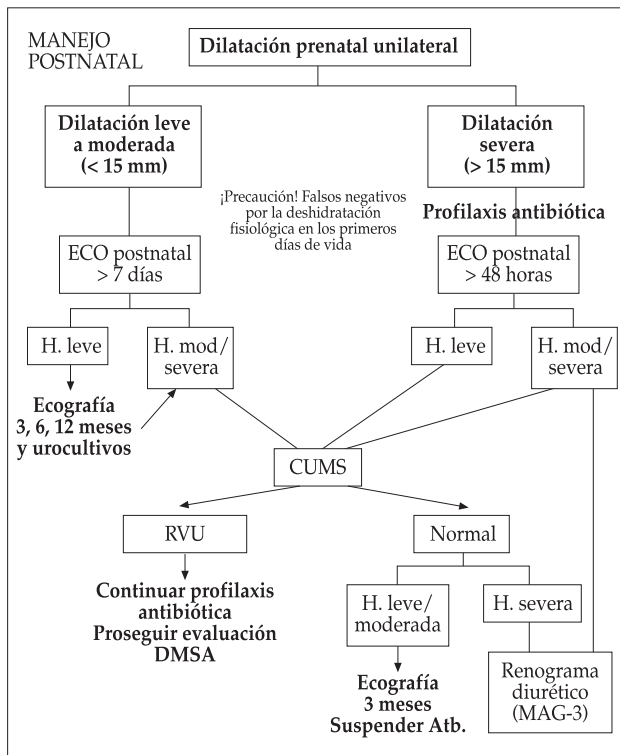 MANEJO
POSTNATAL
Dilatación prenatal unilateral
Dilatación leve
a moderada
(< 15 mm)
Dilatación
severa
(> 15 mm)
¡Precaución! Falsos negativos
por la deshidratación
fisiológica en los primeros
días de vida
Profilaxis antibiótica
ECO postnatal
> 7 días
ECO postnatal
> 48 horas
H. leve
H. mod/
severa
H. leve
H. mod/
severa
Ecografía
3, 6, 12 meses
y urocultivos
CUMS
RVU
Normal
Continuar profilaxis
antibiótica
Proseguir evaluación
DMSA
H. leve/
moderada
H. severa
Ecografía
3 meses
Suspender Atb.
Renograma
diurético
(MAG-3)